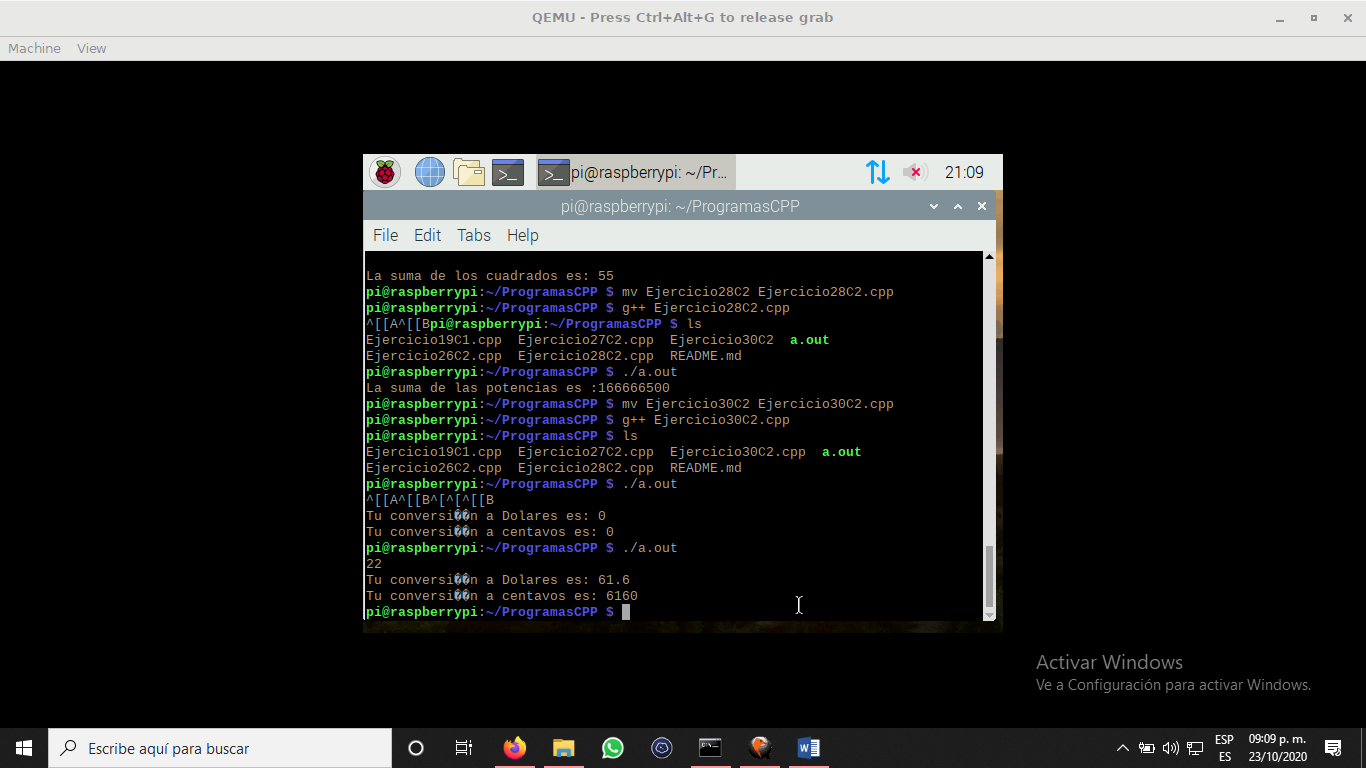 QEMU - Press Ctrl+Alt+G to release grab
Machine View
pi@raspberrypi: ~/Pr...
21:09
pi@raspberrypi: ~/ProgramasCPP
File Edit Tabs Help
La suma de los cuadrados es: 55
pi@raspberrypi:~/ProgramasCPP $ mv Ejercicio28C2 Ejercicio28C2.cpp
pi@raspberrypi:~/ProgramasCPP $ g++ Ejercicio28C2.cpp
^[[A^[[Bpi@raspberrypi:~/ProgramasCPP $ ls
Ejercicio19C1.cpp Ejercicio27C2.cpp Ejercicio30C2 a.out
Ejercicio26C2.cpp Ejercicio28C2.cpp README.md
pi@raspberrypi:~/ProgramasCPP $ ./a.out
La suma de las potencias es :166666500
pi@raspberrypi:~/ProgramasCPP $ mv Ejercicio30C2 Ejercicio30C2.cpp
pi@raspberrypi:~/ProgramasCPP $ g++ Ejercicio30C2.cpp
pi@raspberrypi:~/ProgramasCPP $ ls
Ejercicio19C1.cpp Ejercicio27C2.cpp Ejercicio30C2.cpp a.out
Ejercicio26C2.cpp Ejercicio28C2.cpp README.md
pi@raspberrypi:~/ProgramasCPP $ ./a.out
^[[A^[[B^[^[^[[B
Tu conversi��n a Dolares es: 0
Tu conversi��n a centavos es: 0
pi@raspberrypi:~/ProgramasCPP $ ./a.out
22
Tu conversi��n a Dolares es: 61.6
Tu conversi��n a centavos es: 6160
pi@raspberrypi:~/ProgramasCPP $
Activar Windows
Ve a Configuración para activar Windows.
Escribe aquí para buscar
ESP
ES
09:09 p. m.
23/10/2020